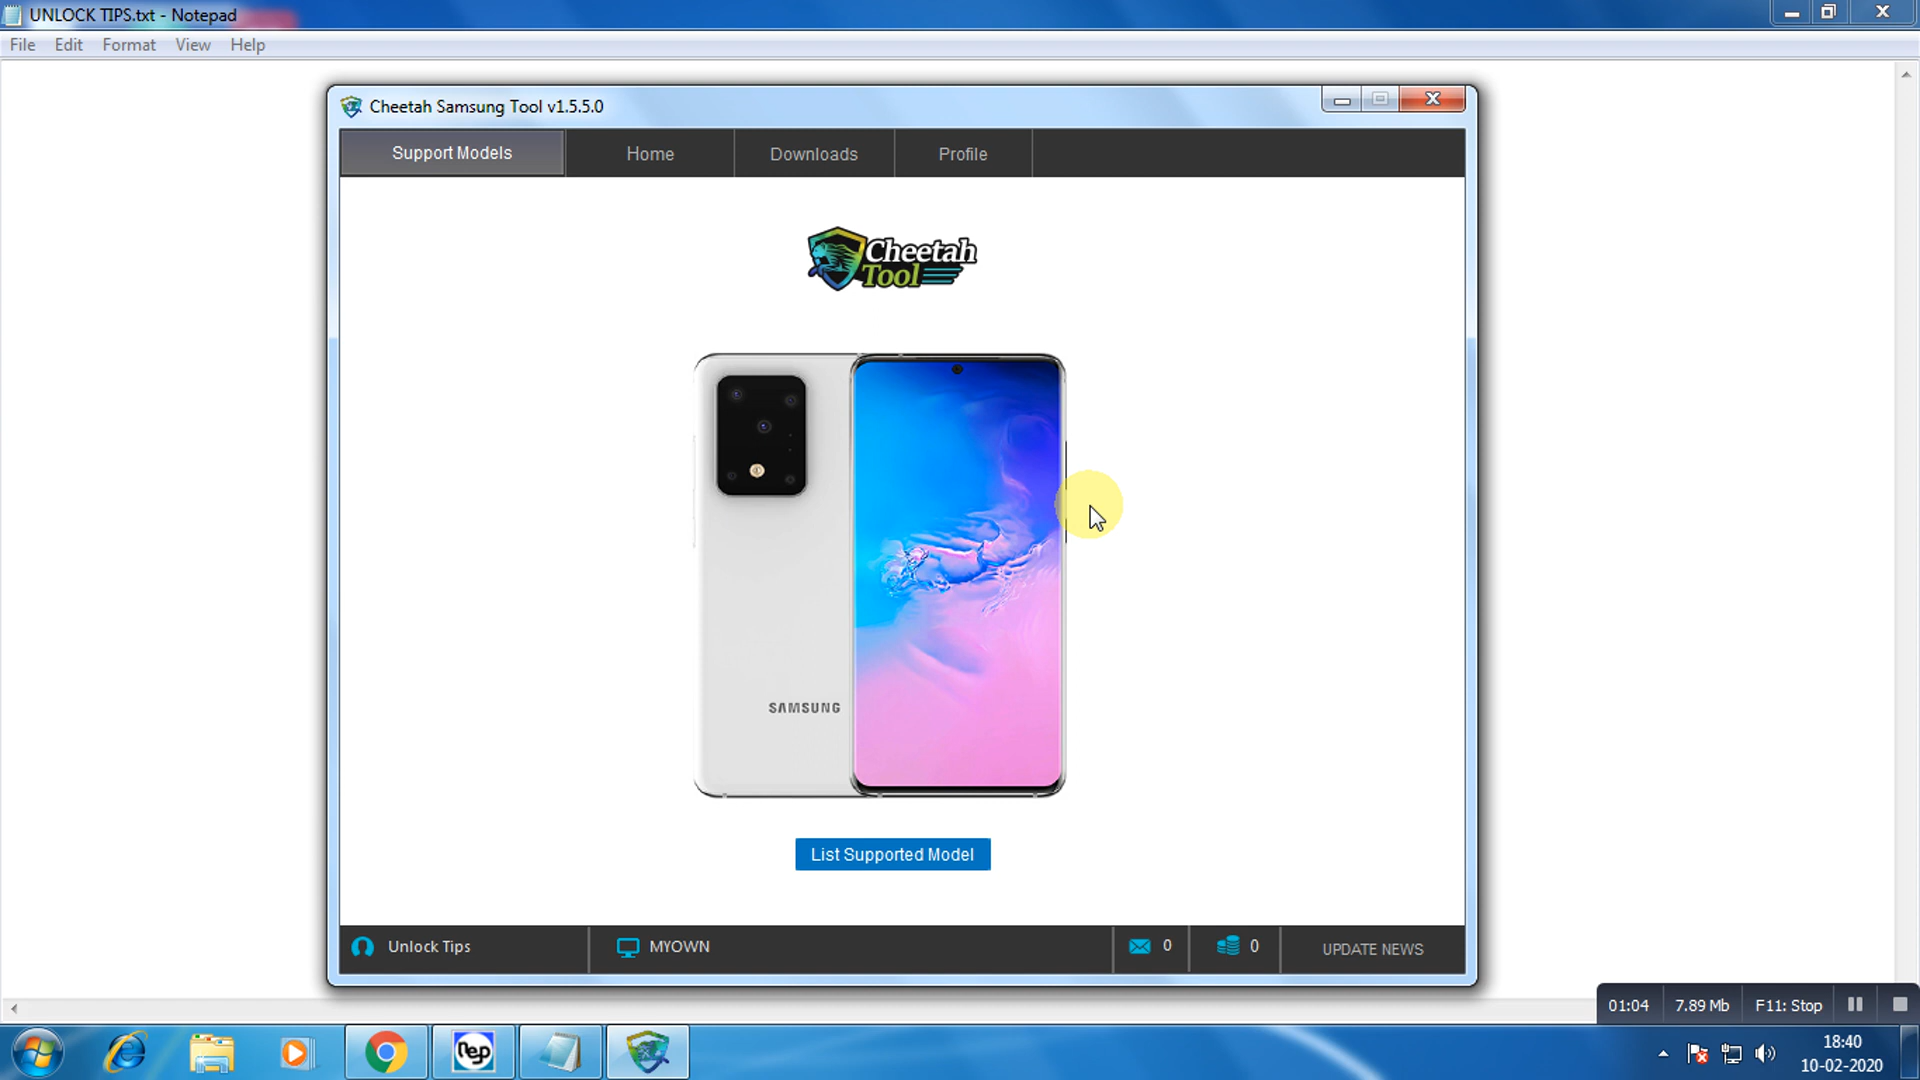 UNLOCK TIPS.txt - Notepad
File Edit Format View Help
Cheetah Samsung Tool v1.5.5.0
Support Models Home Downloads Profile
Cheetah
Tool
SAMSUNG
List Supported Model
Unlock Tips MYOWN 0 0 UPDATE NEWS
01:04 7.89 Mb F11: Stop
nep
18:40
10-02-2020